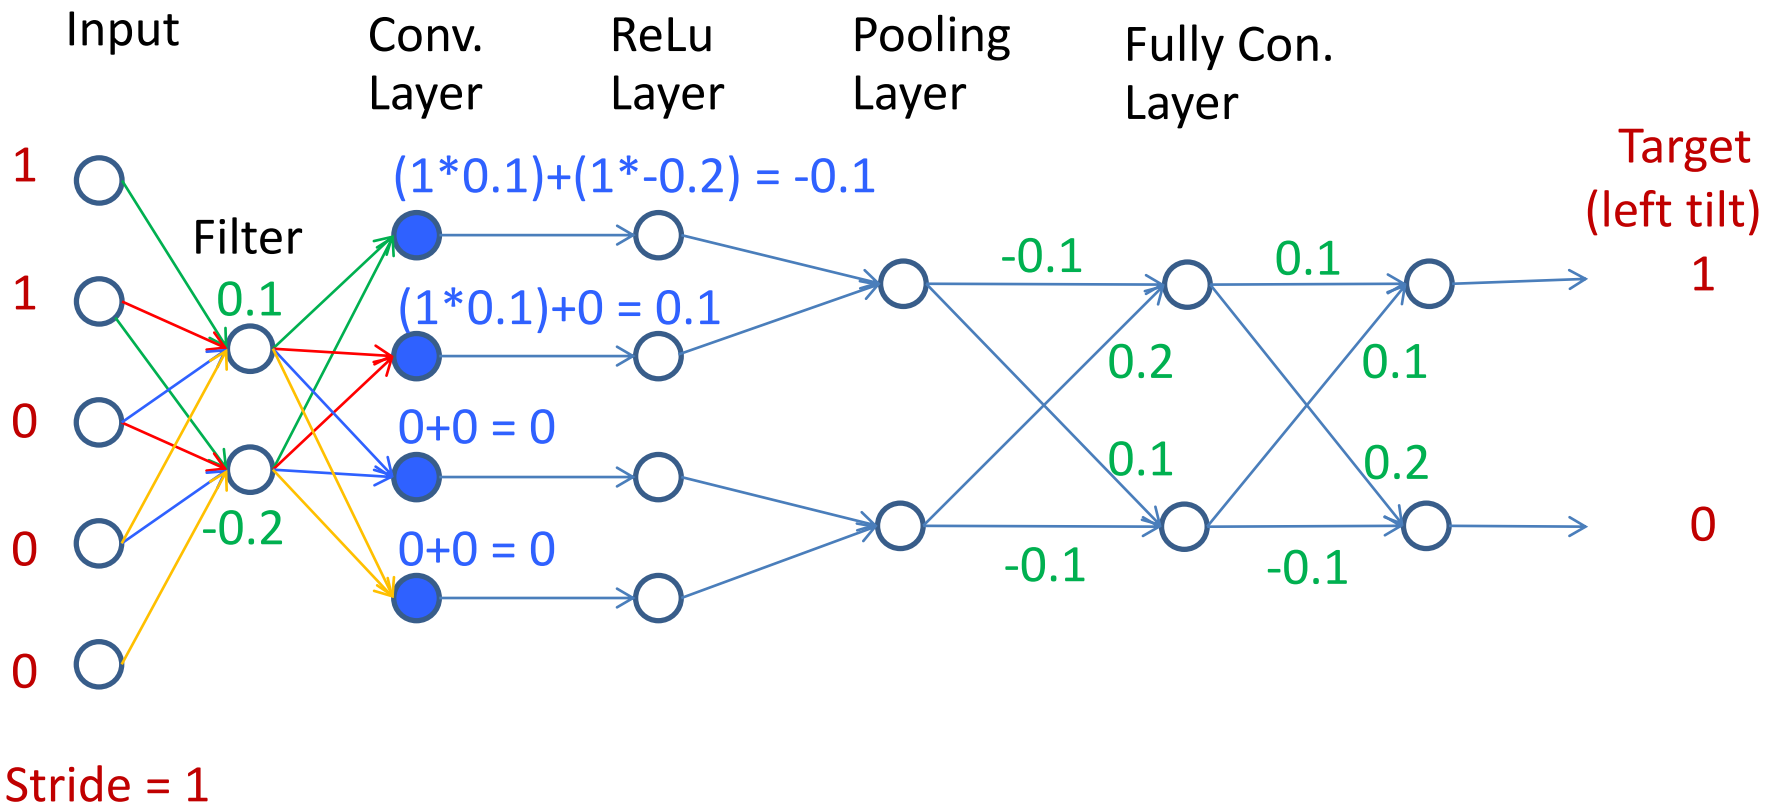 Input
Conv.
Layer
ReLu
Layer
Pooling
Layer
Fully Con.
Layer
Target
(left tilt)
1
(1*0.1)+(1*-0.2) = -0.1
Filter
-0.1
0.1
1
1
0.1
(1*0.1)+0 = 0.1
0.2
0.1
0
0+0 = 0
0.1
0.2
0
-0.2
0+0 = 0
-0.1
-0.1
0
0
Stride = 1